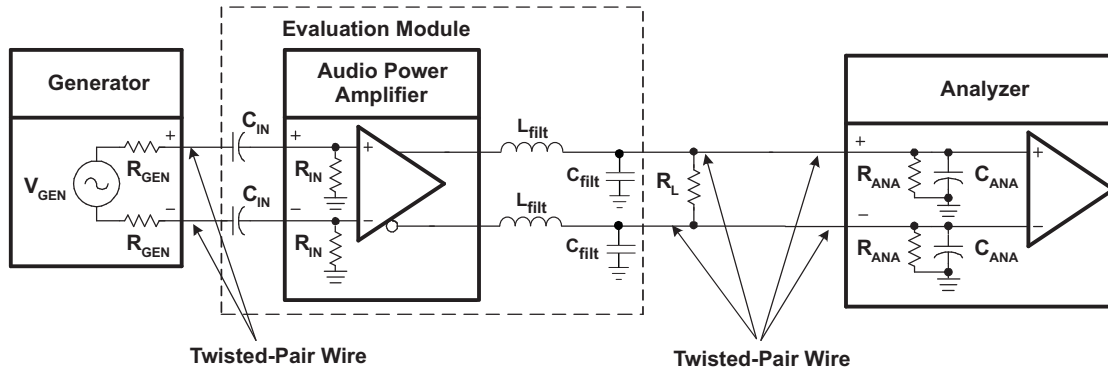 Evaluation Module
Generator
Audio Power
Amplifier
Analyzer
C_IN
L_filt
+
+
+
+
+
R_GEN
R_IN
C_filt
R_L
R_ANA
C_ANA
V_GEN
C_IN
L_filt
−
−
−
−
−
R_GEN
R_IN
C_filt
R_ANA
C_ANA
Twisted-Pair Wire
Twisted-Pair Wire